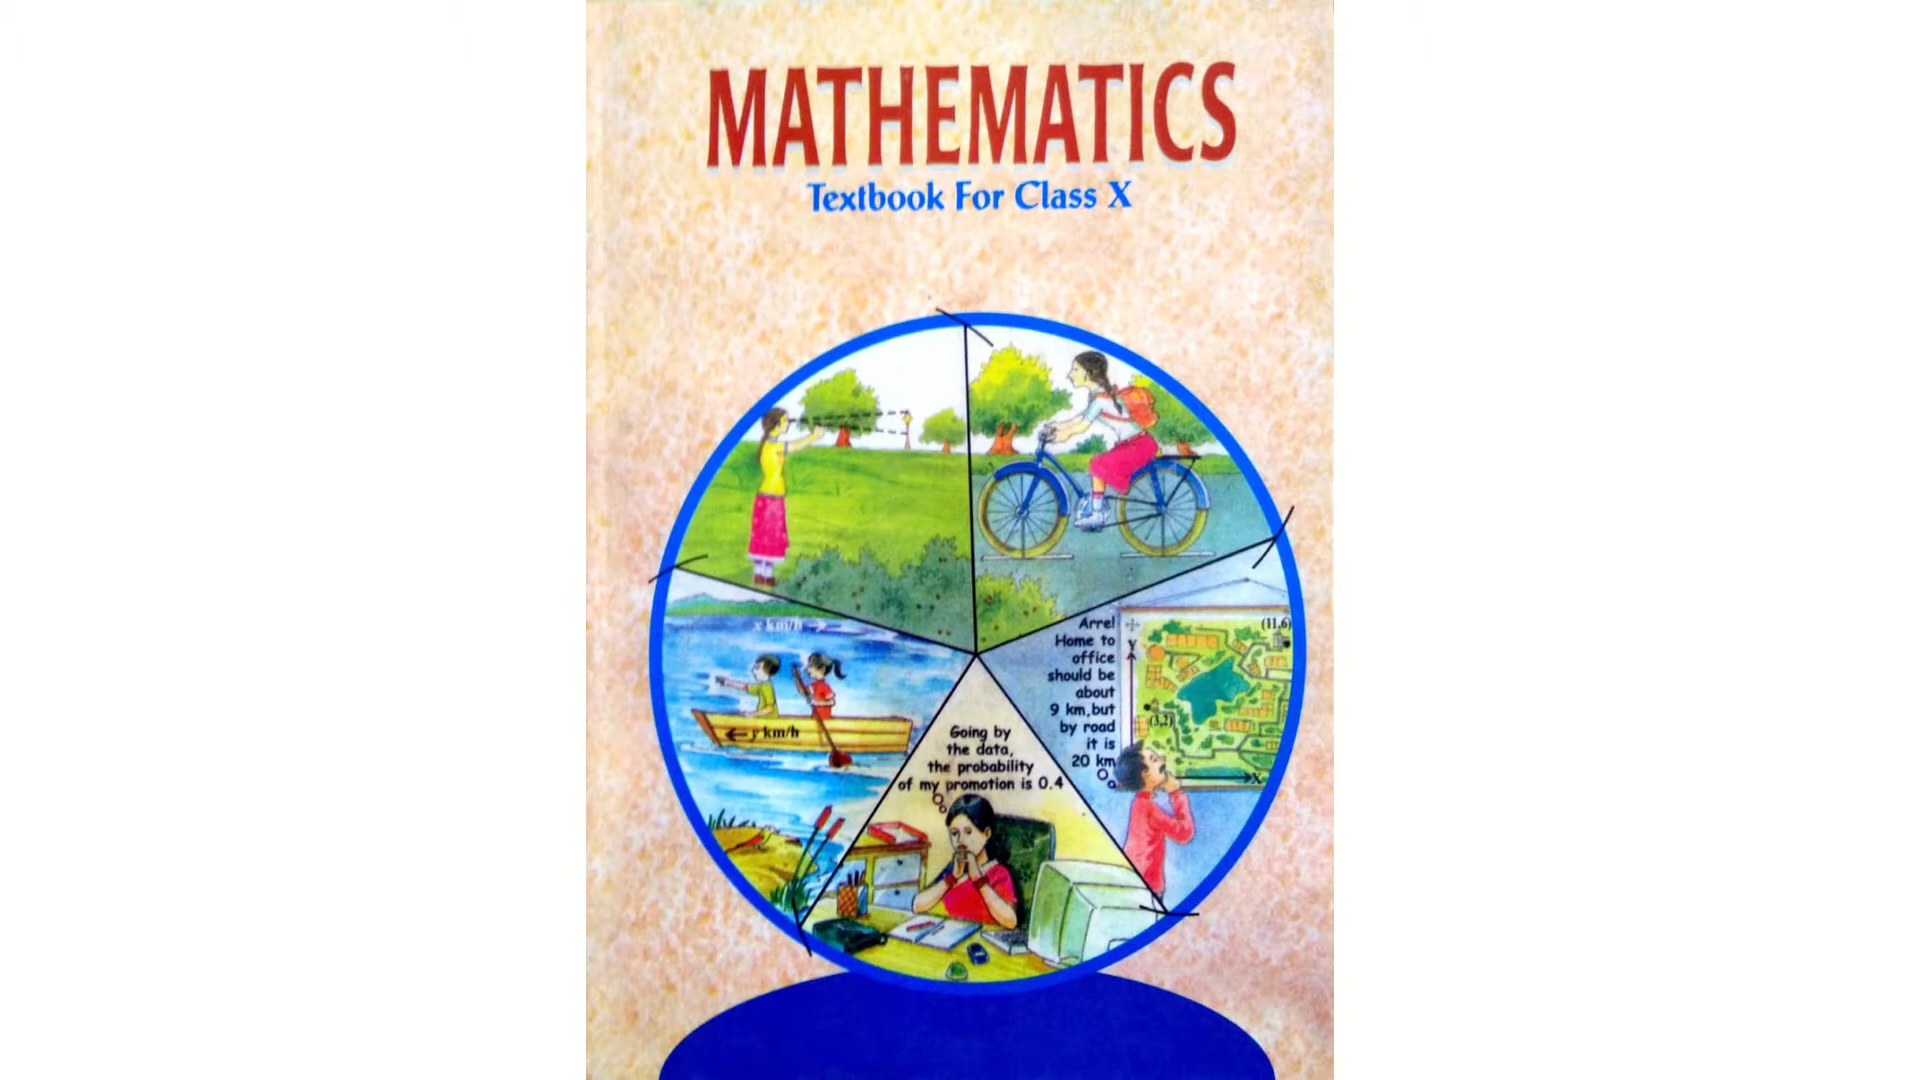 MATHEMATICS
Textbook For Class X
x km/h
y km/h
Going by
the data,
the probability
of my promotion is 0.4
Arre!
Home to
office
should be
about
9 km,but
by road
it is
20 km
(11,6)
Y
(3,2)
X